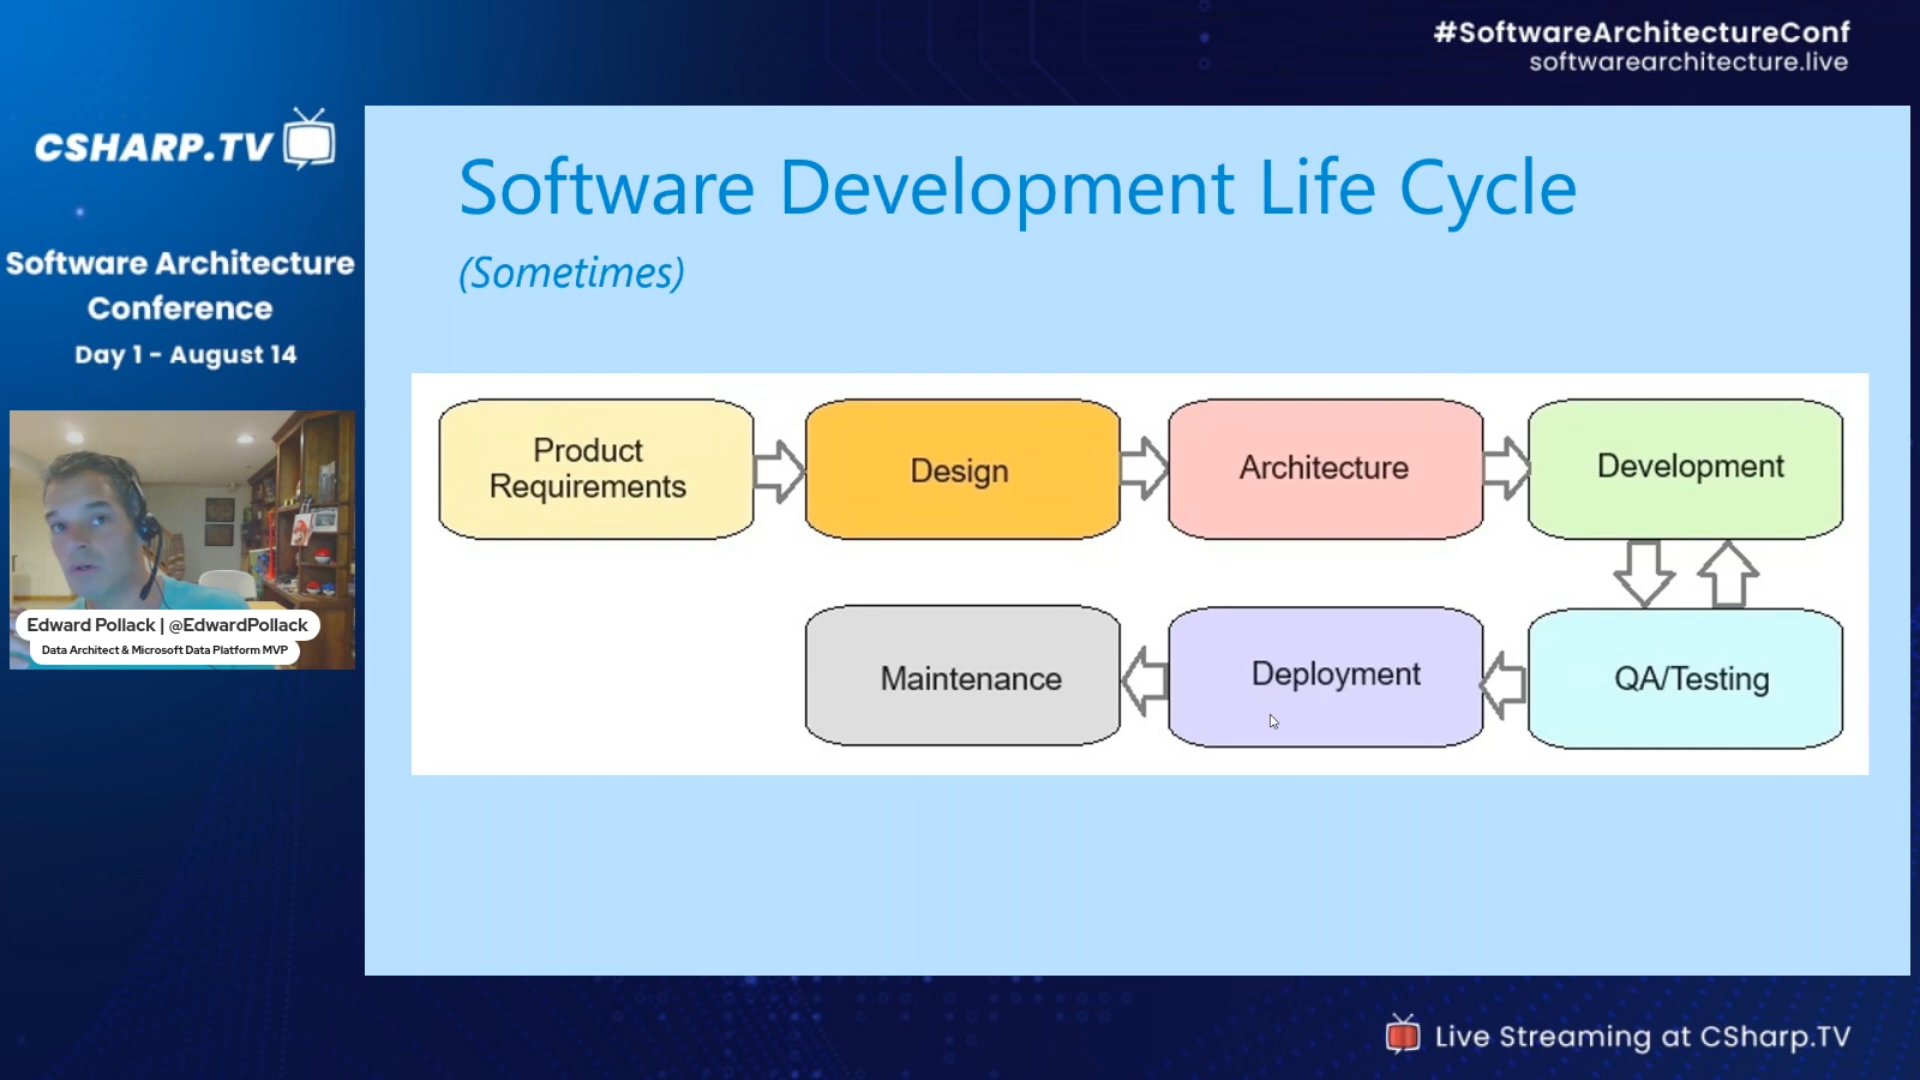 #SoftwareArchitectureConf
softwarearchitecture.live
CSHARP.TV
Software Architecture
Conference
Day 1 - August 14
Edward Pollack | @EdwardPollack
Data Architect & Microsoft Data Platform MVP
Software Development Life Cycle
(Sometimes)
Product
Requirements
Design
Architecture
Development
Maintenance
Deployment
QA/Testing
Live Streaming at CSharp.TV